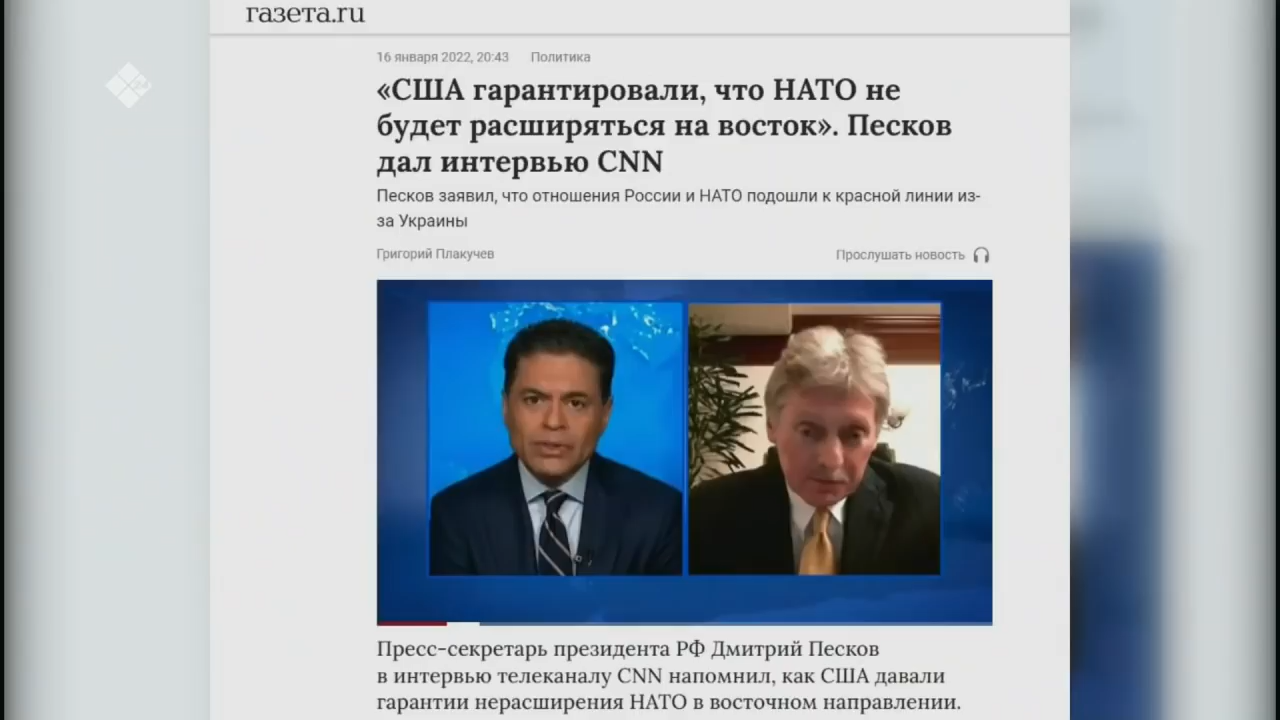 газета.ru
16 января 2022, 20:43 Политика
«США гарантировали, что НАТО не
будет расширяться на восток». Песков
дал интервью CNN
Песков заявил, что отношения России и НАТО подошли к красной линии из-
за Украины
Григорий Плакучев Прослушать новость
Пресс-секретарь президента РФ Дмитрий Песков
в интервью телеканалу CNN напомнил, как США давали
гарантии нерасширения НАТО в восточном направлении.